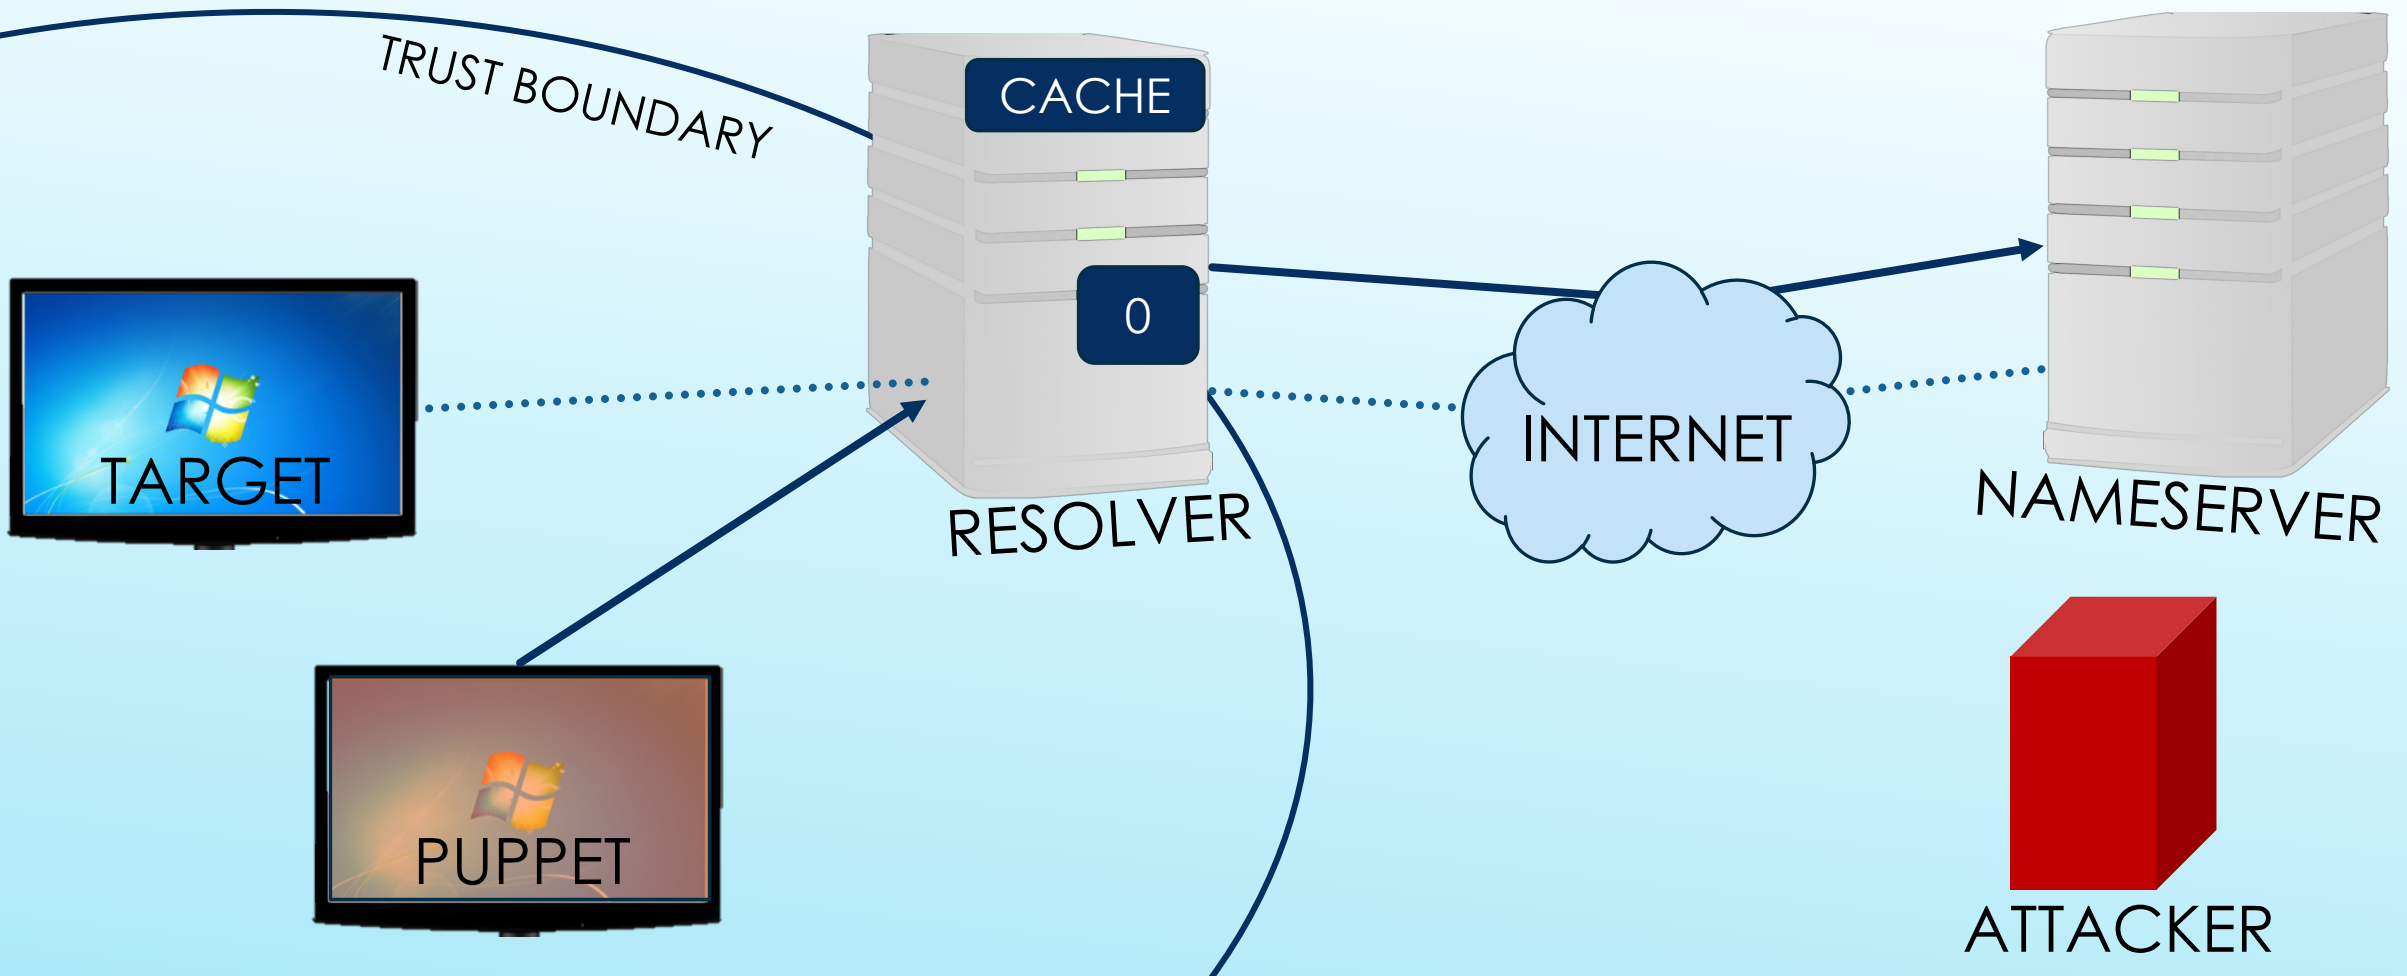 TRUST BOUNDARY
CACHE
0
TARGET
INTERNET
RESOLVER
NAMESERVER
PUPPET
ATTACKER